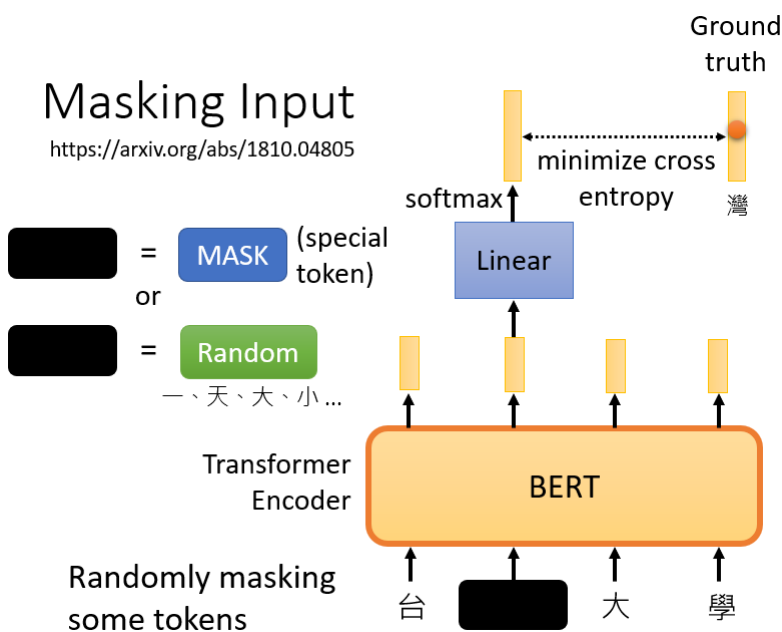 Masking Input
https://arxiv.org/abs/1810.04805
Ground
truth
minimize cross
entropy
灣
softmax
Linear
= MASK (special
token)
or
= Random
一、天、大、小 ...
Transformer
Encoder
BERT
Randomly masking
some tokens
台 大 學